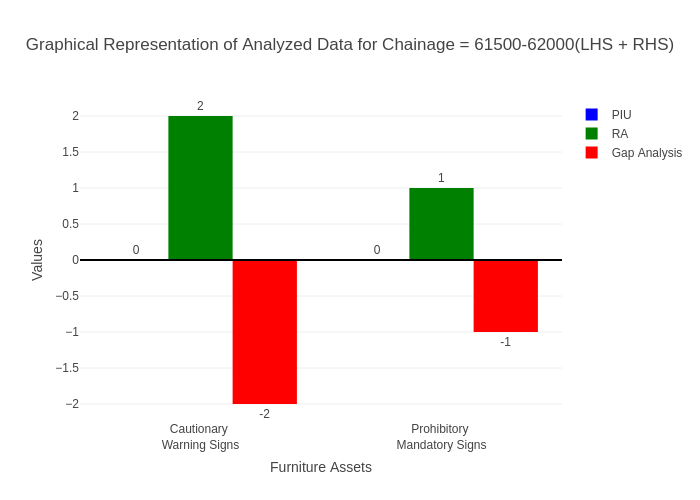 Graphical Representation of Analyzed Data for Chainage = 61500-62000(LHS + RHS)
PIU
RA
Gap Analysis
Values
2
1.5
1
0.5
0
−0.5
−1
−1.5
−2
0
2
-2
0
1
-1
Cautionary
Warning Signs
Prohibitory
Mandatory Signs
Furniture Assets